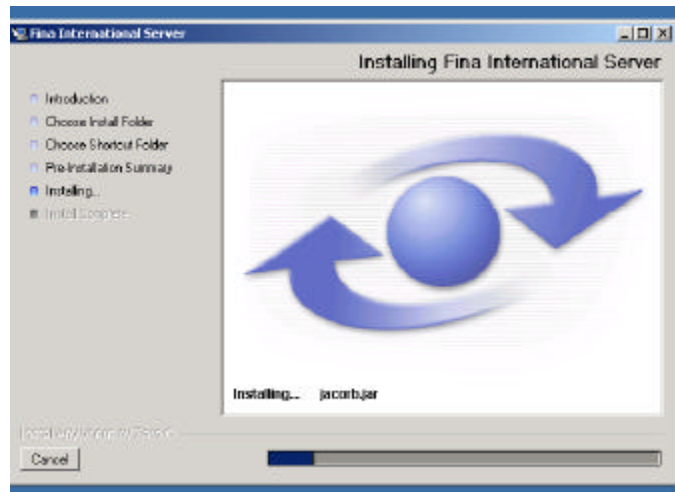 Fina International Server
Installing Fina International Server
Introduction
Choose Install Folder
Choose Shortcut Folder
Pre-Installation Summary
Installing...
Install Complete
Installing... jacorb.jar
Cancel